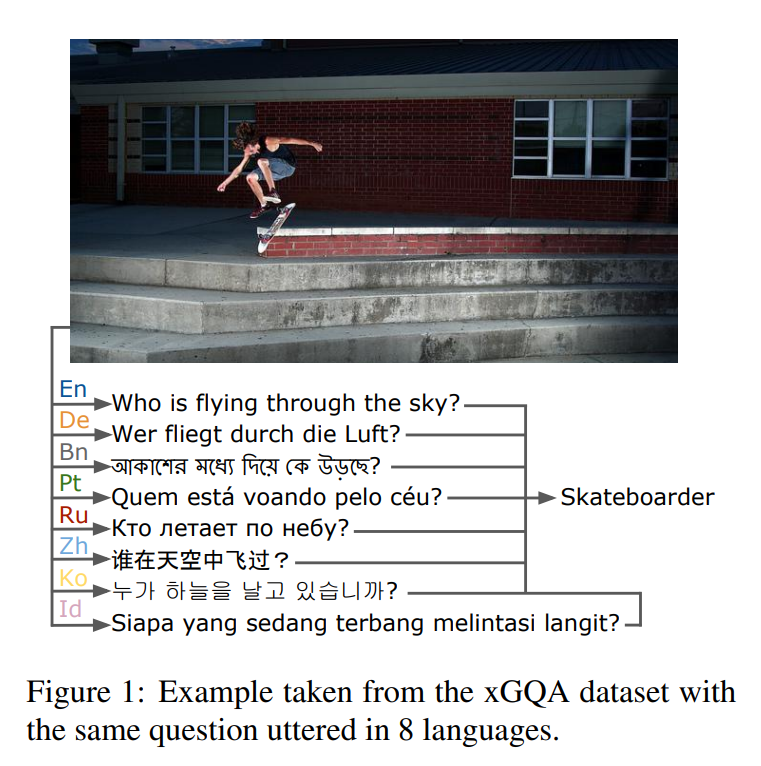 En
Who is flying through the sky?
De
Wer fliegt durch die Luft?
Bn
আকাশের মধ্যে দিয়ে কে উড়ছে?
Pt
Quem está voando pelo céu?
Skateboarder
Ru
Кто летает по небу?
Zh
谁在天空中飞过？
Ko
누가 하늘을 날고 있습니까?
Id
Siapa yang sedang terbang melintasi langit?
Figure 1: Example taken from the xGQA dataset with
the same question uttered in 8 languages.